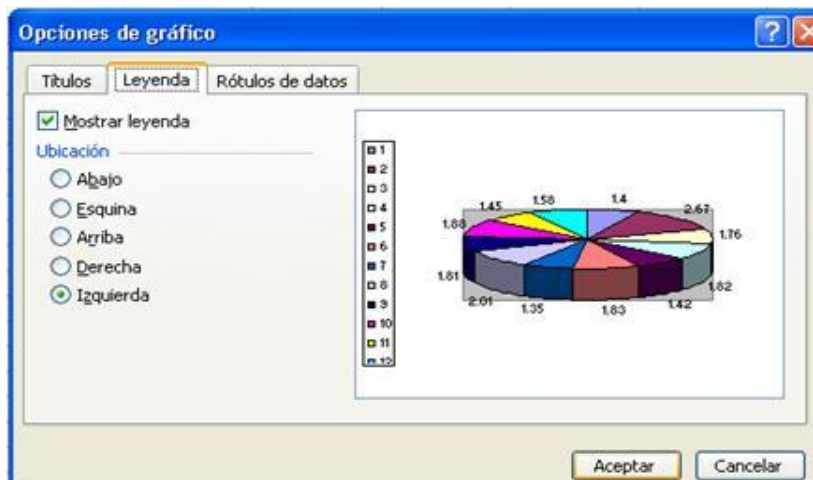 Opciones de gráfico
Títulos Leyenda Rótulos de datos
Mostrar leyenda
Ubicación
Abajo
Esquina
Arriba
Derecha
Izquierda
1
2
3
4
5
6
7
8
9
10
11
12
1.45 1.58 1.4 2.67
1.88 1.76
1.81 1.82
2.01 1.35 1.83 1.42
Aceptar Cancelar